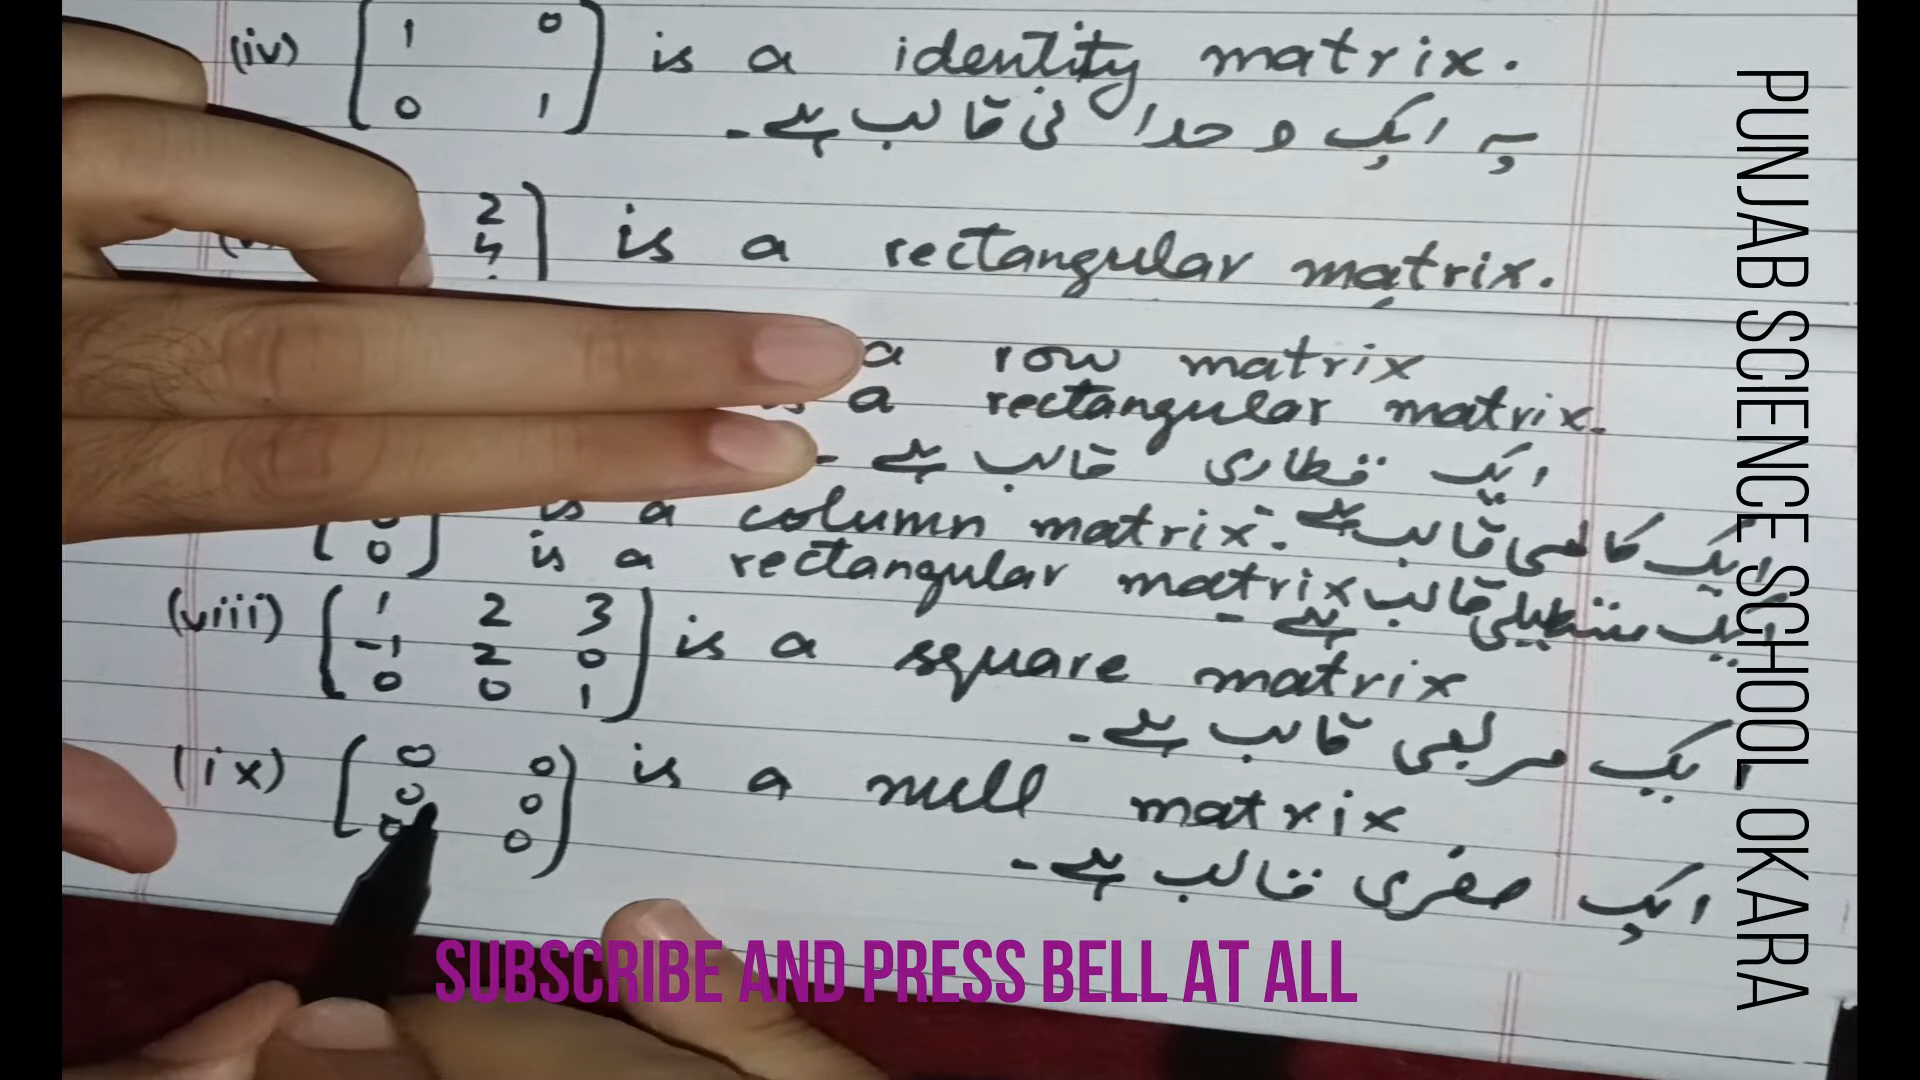 (iv) [1 0 is a identity matrix.
0 1]
یہ ایک وحدانی قالب ہے۔
2
4 is a rectangular matrix.
a row matrix
is a rectangular matrix.
ایک قطاری قالب ہے۔
is a column matrix. ایک کالمی قالب ہے
0] is a rectangular matrix ایک مستطیلی قالب ہے۔
(viii) [1 2 3
-1 2 0 is a square matrix
0 0 1]
ایک مربعی قالب ہے۔
(ix) [0 0 is a null matrix
0 0
0 0]
ایک صفری قالب ہے۔
SUBSCRIBE AND PRESS BELL AT ALL
PUNJAB SCIENCE SCHOOL OKARA